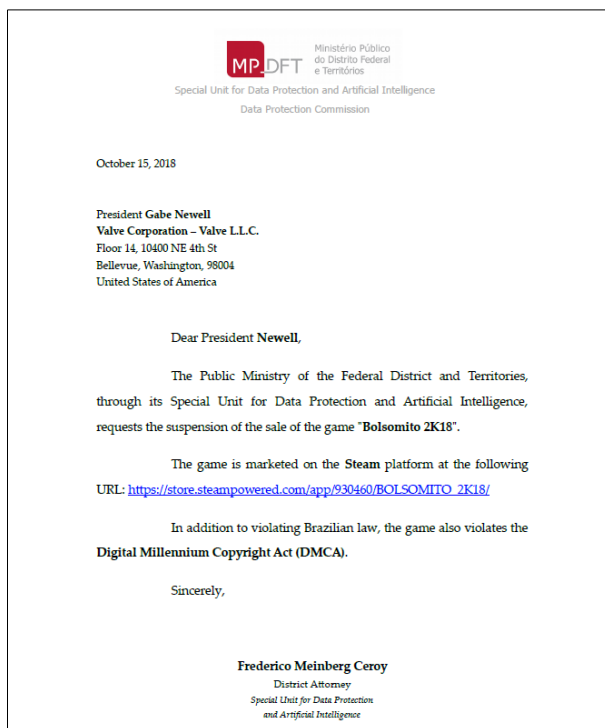 MP_DFT
Ministério Público
do Distrito Federal
e Territórios
Special Unit for Data Protection and Artificial Intelligence
Data Protection Commission
October 15, 2018
President Gabe Newell
Valve Corporation – Valve L.L.C.
Floor 14, 10400 NE 4th St
Bellevue, Washington, 98004
United States of America
Dear President Newell,
The Public Ministry of the Federal District and Territories,
through its Special Unit for Data Protection and Artificial Intelligence,
requests the suspension of the sale of the game "Bolsomito 2K18".
The game is marketed on the Steam platform at the following
URL: https://store.steampowered.com/app/930460/BOLSOMITO_2K18/
In addition to violating Brazilian law, the game also violates the
Digital Millennium Copyright Act (DMCA).
Sincerely,
Frederico Meinberg Ceroy
District Attorney
Special Unit for Data Protection
and Artificial Intelligence